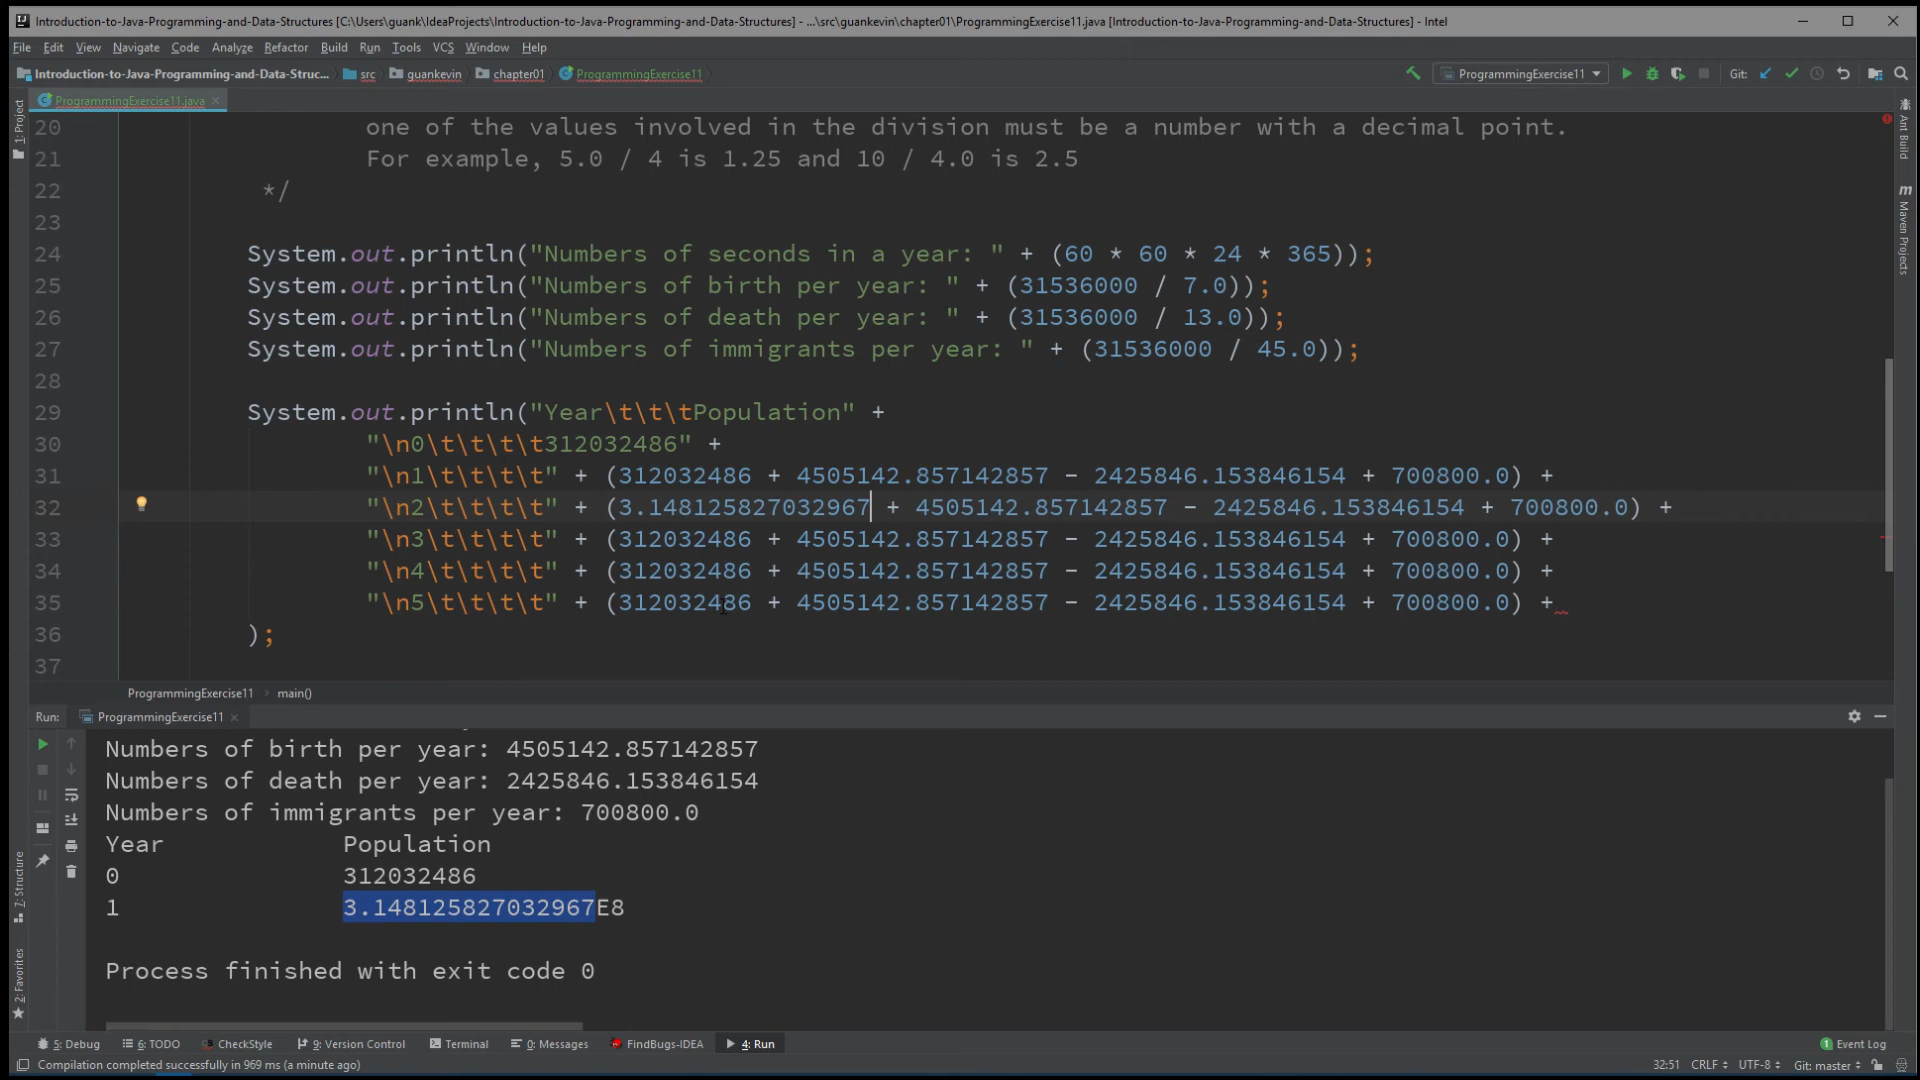 Introduction-to-Java-Programming-and-Data-Structures [C:\Users\guank\IdeaProjects\Introduction-to-Java-Programming-and-Data-Structures] - ...\src\guankevin\chapter01\ProgrammingExercise11.java [Introduction-to-Java-Programming-and-Data-Structures] - Intel
File Edit View Navigate Code Analyze Refactor Build Run Tools VCS Window Help
Introduction-to-Java-Programming-and-Data-Struc... src guankevin chapter01 ProgrammingExercise11 ProgrammingExercise11 Git:
1: Project
ProgrammingExercise11.java
Ant Build
Maven Projects
20 one of the values involved in the division must be a number with a decimal point.
21 For example, 5.0 / 4 is 1.25 and 10 / 4.0 is 2.5
22 */
23
24 System.out.println("Numbers of seconds in a year: " + (60 * 60 * 24 * 365));
25 System.out.println("Numbers of birth per year: " + (31536000 / 7.0));
26 System.out.println("Numbers of death per year: " + (31536000 / 13.0));
27 System.out.println("Numbers of immigrants per year: " + (31536000 / 45.0));
28
29 System.out.println("Year\t\t\tPopulation" +
30 "\n0\t\t\t\t312032486" +
31 "\n1\t\t\t\t" + (312032486 + 4505142.857142857 - 2425846.153846154 + 700800.0) +
32 "\n2\t\t\t\t" + (3.148125827032967 + 4505142.857142857 - 2425846.153846154 + 700800.0) +
33 "\n3\t\t\t\t" + (312032486 + 4505142.857142857 - 2425846.153846154 + 700800.0) +
34 "\n4\t\t\t\t" + (312032486 + 4505142.857142857 - 2425846.153846154 + 700800.0) +
35 "\n5\t\t\t\t" + (312032486 + 4505142.857142857 - 2425846.153846154 + 700800.0) +
36 );
37
ProgrammingExercise11 › main()
Run: ProgrammingExercise11
Numbers of birth per year: 4505142.857142857
Numbers of death per year: 2425846.153846154
Numbers of immigrants per year: 700800.0
Year Population
0 312032486
1 3.148125827032967E8
Process finished with exit code 0
7: Structure
2: Favorites
5: Debug 6: TODO CheckStyle 9: Version Control Terminal 0: Messages FindBugs-IDEA 4: Run 1 Event Log
Compilation completed successfully in 969 ms (a minute ago) 32:51 CRLF UTF-8 Git: master